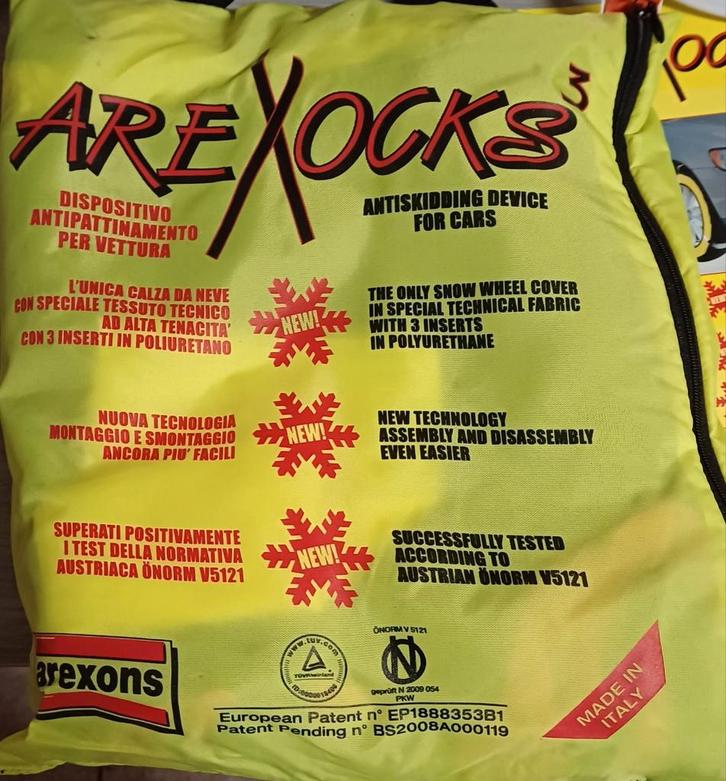 AREXOCKS 3
DISPOSITIVO
ANTIPATTINAMENTO
PER VETTURA
ANTISKIDDING DEVICE
FOR CARS
L'UNICA CALZA DA NEVE
CON SPECIALE TESSUTO TECNICO
AD ALTA TENACITA'
CON 3 INSERTI IN POLIURETANO
NEW!
THE ONLY SNOW WHEEL COVER
IN SPECIAL TECHNICAL FABRIC
WITH 3 INSERTS
IN POLYURETHANE
NUOVA TECNOLOGIA
MONTAGGIO E SMONTAGGIO
ANCORA PIU' FACILI
NEW!
NEW TECHNOLOGY
ASSEMBLY AND DISASSEMBLY
EVEN EASIER
SUPERATI POSITIVAMENTE
I TEST DELLA NORMATIVA
AUSTRIACA ÖNORM V5121
NEW!
SUCCESSFULLY TESTED
ACCORDING TO
AUSTRIAN ÖNORM V5121
arexons
www.tuv.com
TÜVRheinland
ÖNORM V 5121
N
geprüft N 2009 054
PKW
MADE IN
ITALY
European Patent n° EP1888353B1
Patent Pending n° BS2008A000119